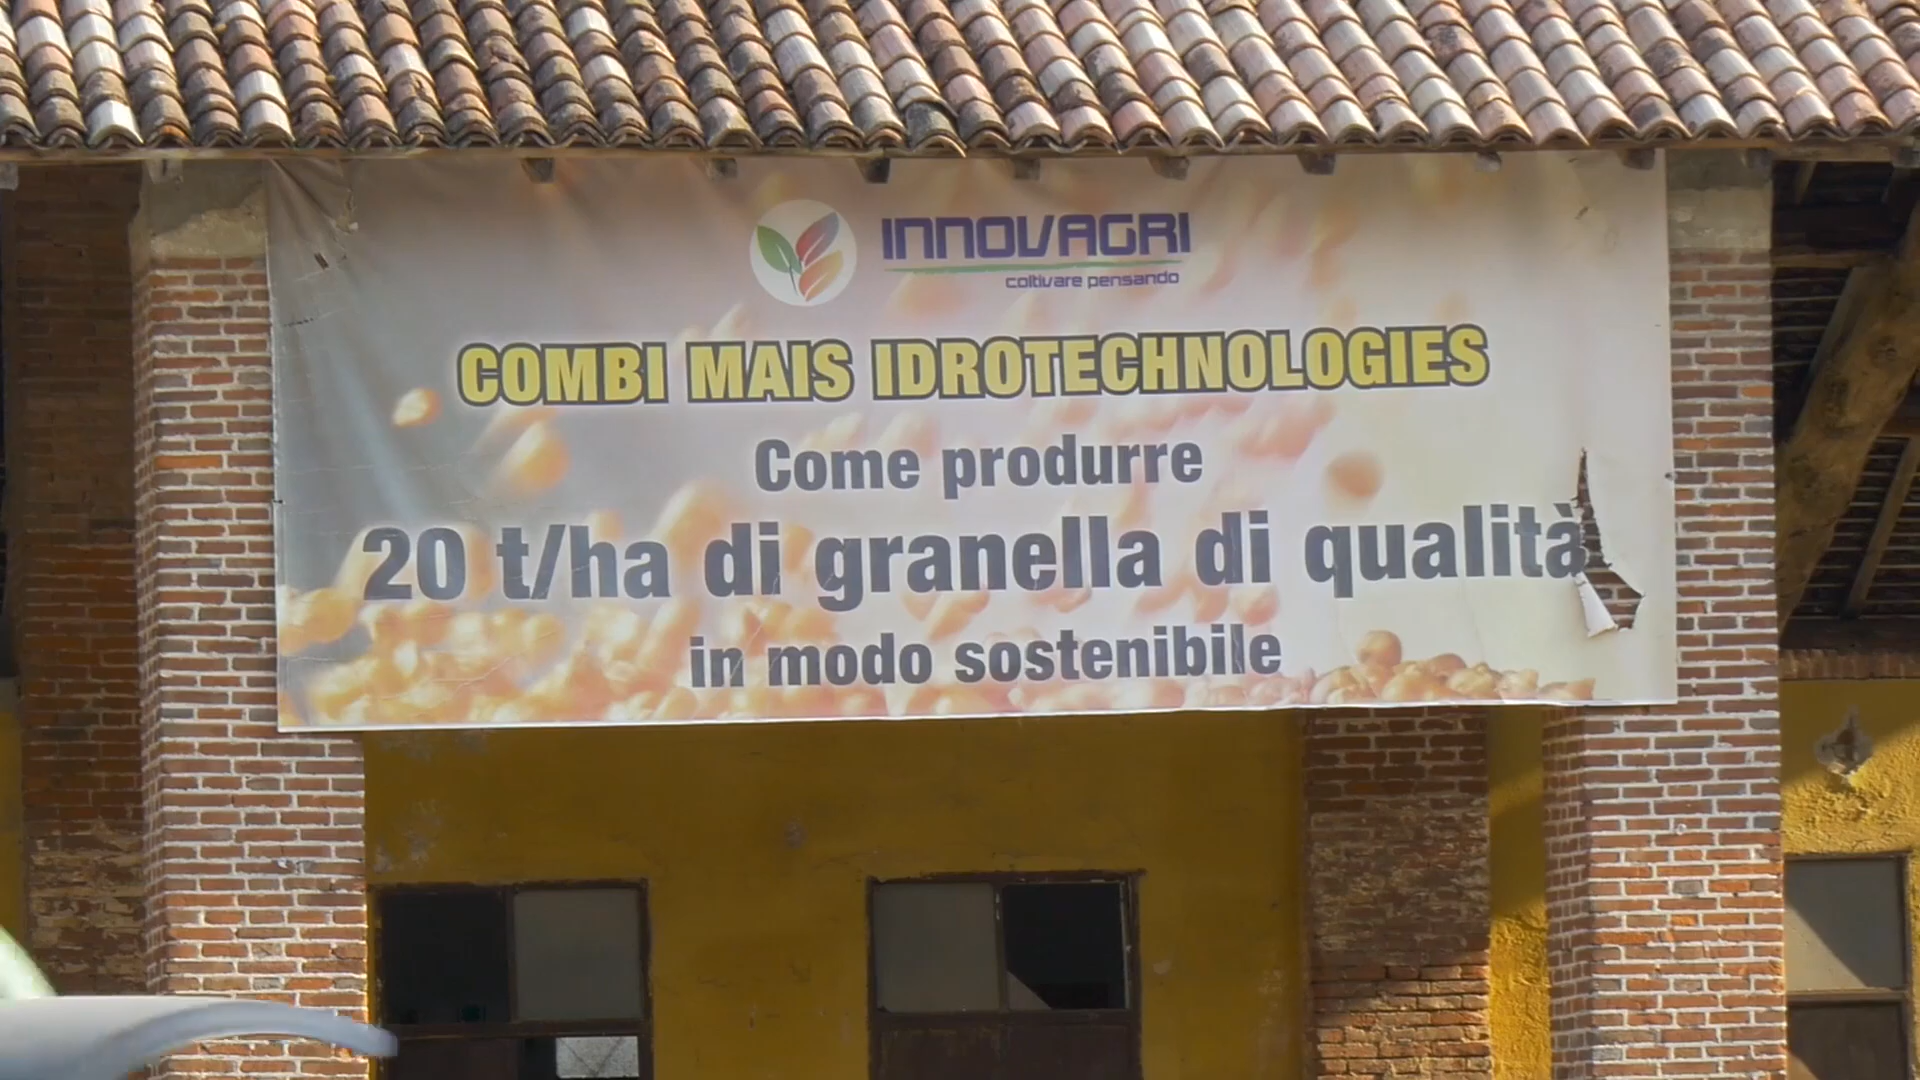 INNOVAGRI
coltivare pensando
COMBI MAIS IDROTECHNOLOGIES
Come produrre
20 t/ha di granella di qualità
in modo sostenibile